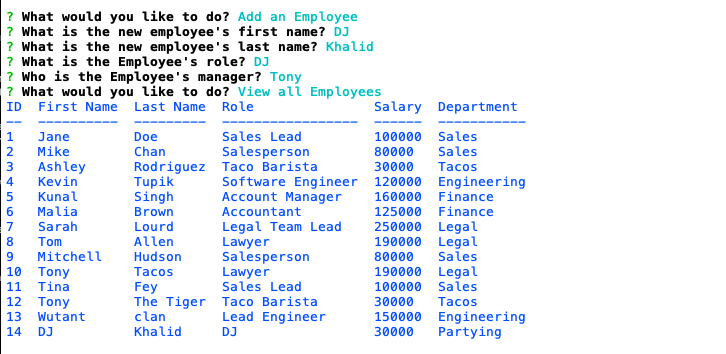 ? What would you like to do? Add an Employee
? What is the new employee's first name? DJ
? What is the new employee's last name? Khalid
? What is the Employee's role? DJ
? Who is the Employee's manager? Tony
? What would you like to do? View all Employees
ID  First Name  Last Name  Role               Salary  Department
--  ----------  ---------  -----------------  ------  -----------
1   Jane        Doe        Sales Lead         100000  Sales
2   Mike        Chan       Salesperson        80000   Sales
3   Ashley      Rodriguez  Taco Barista       30000   Tacos
4   Kevin       Tupik      Software Engineer  120000  Engineering
5   Kunal       Singh      Account Manager    160000  Finance
6   Malia       Brown      Accountant         125000  Finance
7   Sarah       Lourd      Legal Team Lead    250000  Legal
8   Tom         Allen      Lawyer             190000  Legal
9   Mitchell    Hudson     Salesperson        80000   Sales
10  Tony        Tacos      Lawyer             190000  Legal
11  Tina        Fey        Sales Lead         100000  Sales
12  Tony        The Tiger  Taco Barista       30000   Tacos
13  Wutant      clan       Lead Engineer      150000  Engineering
14  DJ          Khalid     DJ                 30000   Partying